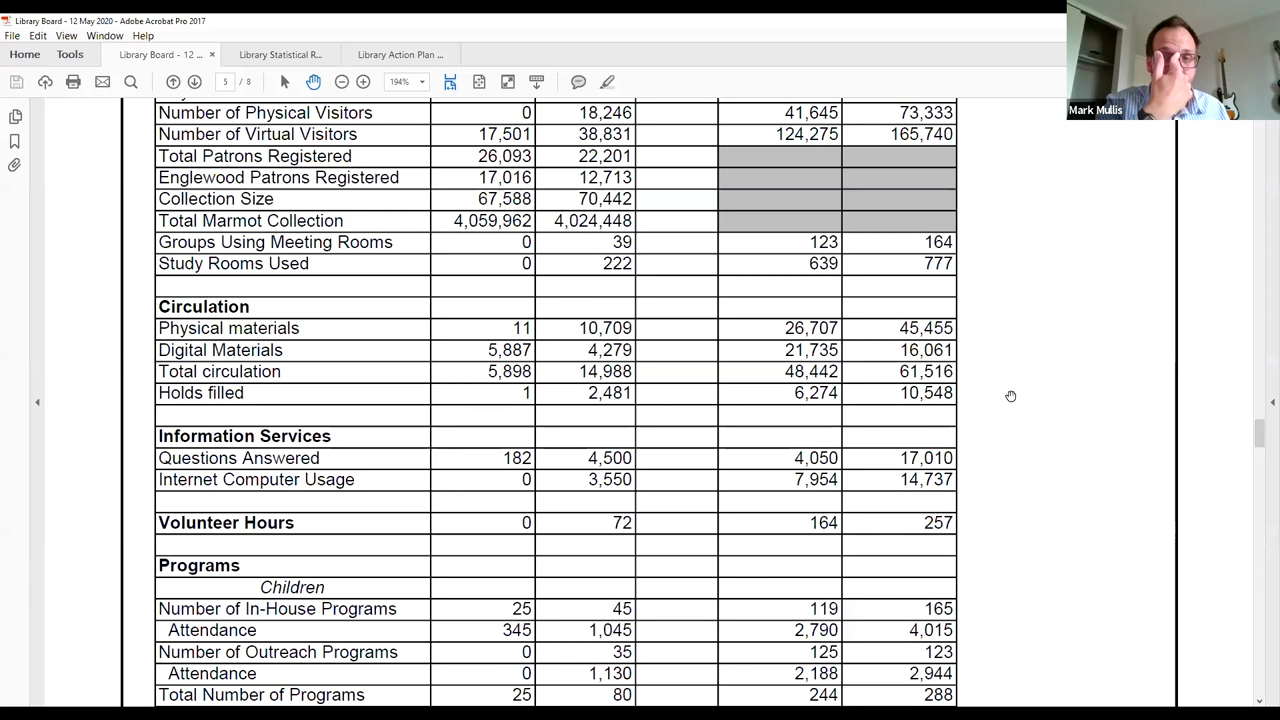 Library Board - 12 May 2020 - Adobe Acrobat Pro 2017
File Edit View Window Help
Home Tools Library Board - 12 ... × Library Statistical R... Library Action Plan ...
5 / 8 194%
Mark Mullis
Number of Physical Visitors 0 18,246 41,645 73,333
Number of Virtual Visitors 17,501 38,831 124,275 165,740
Total Patrons Registered 26,093 22,201
Englewood Patrons Registered 17,016 12,713
Collection Size 67,588 70,442
Total Marmot Collection 4,059,962 4,024,448
Groups Using Meeting Rooms 0 39 123 164
Study Rooms Used 0 222 639 777
Circulation
Physical materials 11 10,709 26,707 45,455
Digital Materials 5,887 4,279 21,735 16,061
Total circulation 5,898 14,988 48,442 61,516
Holds filled 1 2,481 6,274 10,548
Information Services
Questions Answered 182 4,500 4,050 17,010
Internet Computer Usage 0 3,550 7,954 14,737
Volunteer Hours 0 72 164 257
Programs
Children
Number of In-House Programs 25 45 119 165
Attendance 345 1,045 2,790 4,015
Number of Outreach Programs 0 35 125 123
Attendance 0 1,130 2,188 2,944
Total Number of Programs 25 80 244 288